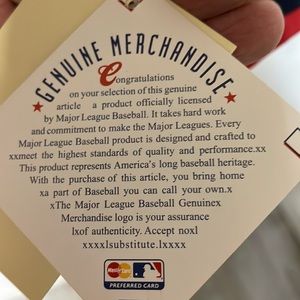 GENUINE MERCHANDISE
Congratulations
on your selection of this genuine
article a product officially licensed
by Major League Baseball. It takes hard work
and commitment to make the Major Leagues. Every
Major League Baseball product is designed and crafted to
xxmeet the highest standards of quality and performance.xx
This product represents America's long baseball heritage.
With the purchase of this article, you bring home
xa part of Baseball you can call your own.x
xThe Major League Baseball Genuinex
Merchandise logo is your assurance
lxof authenticity. Accept noxl
xxxxlsubstitute.lxxxx
MasterCard
PREFERRED CARD